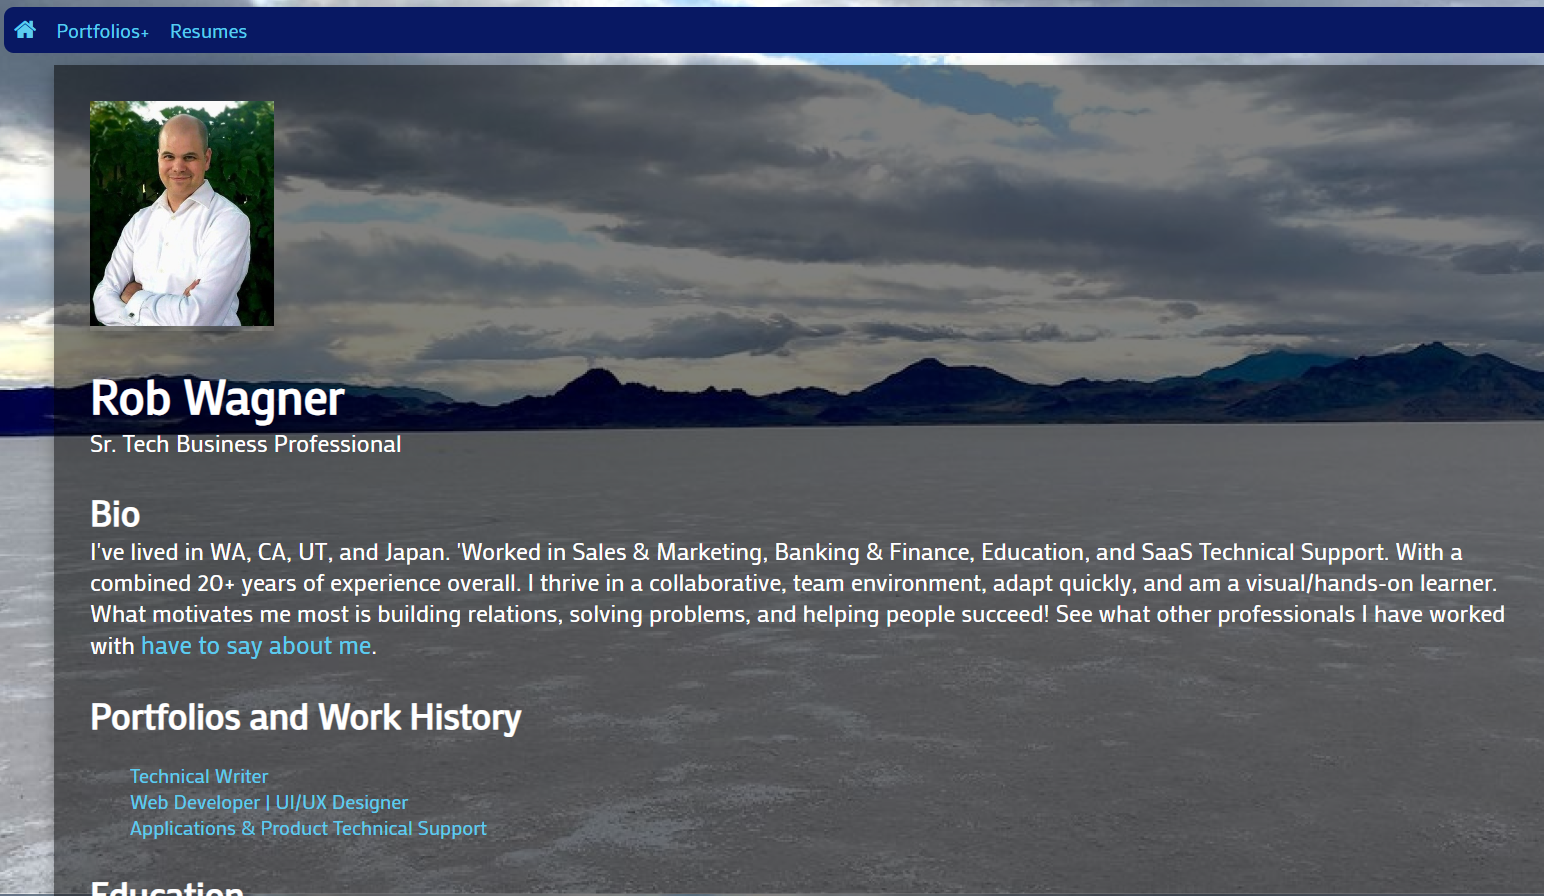 Portfolios+ Resumes
Rob Wagner
Sr. Tech Business Professional
Bio
I've lived in WA, CA, UT, and Japan. 'Worked in Sales & Marketing, Banking & Finance, Education, and SaaS Technical Support. With a
combined 20+ years of experience overall. I thrive in a collaborative, team environment, adapt quickly, and am a visual/hands-on learner.
What motivates me most is building relations, solving problems, and helping people succeed! See what other professionals I have worked
with have to say about me.
Portfolios and Work History
Technical Writer
Web Developer | UI/UX Designer
Applications & Product Technical Support
Education